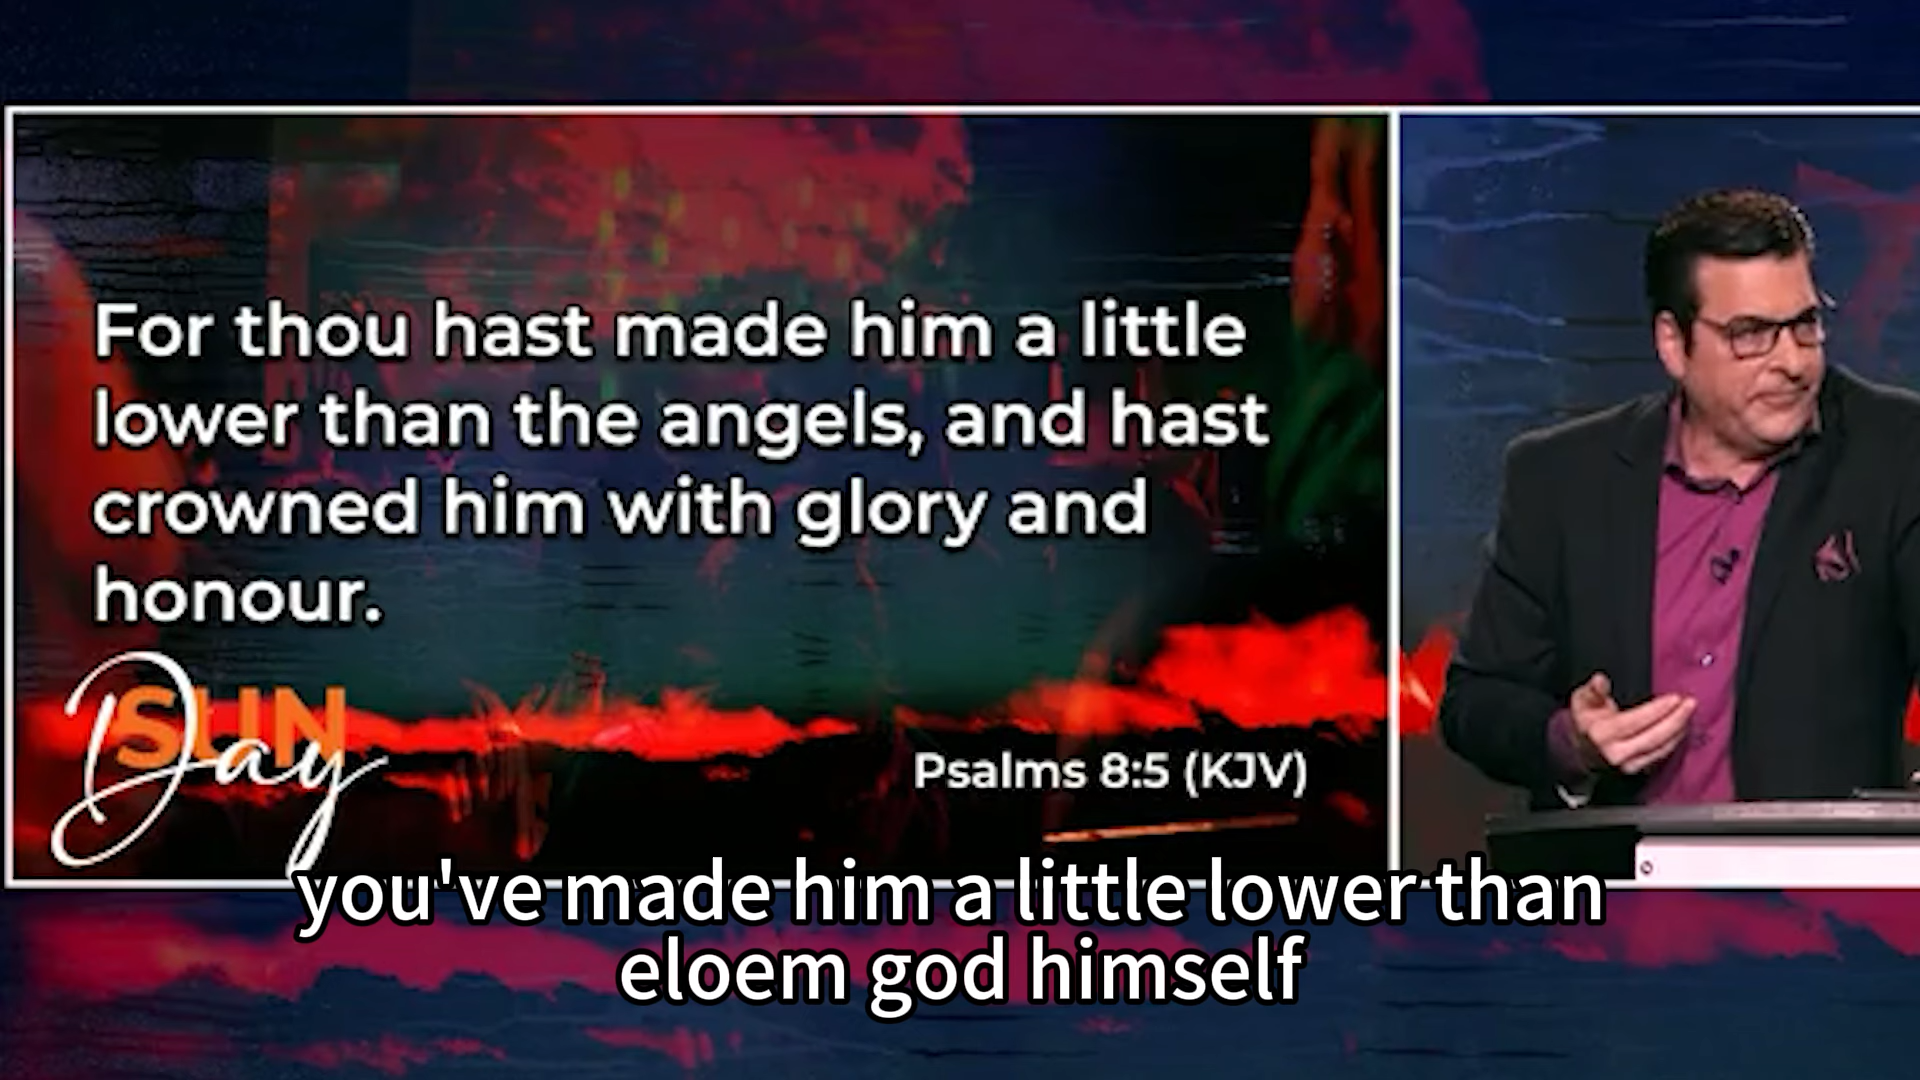 For thou hast made him a little
lower than the angels, and hast
crowned him with glory and
honour.
SUN
Day
Psalms 8:5 (KJV)
you've made him a little lower than
eloem god himself